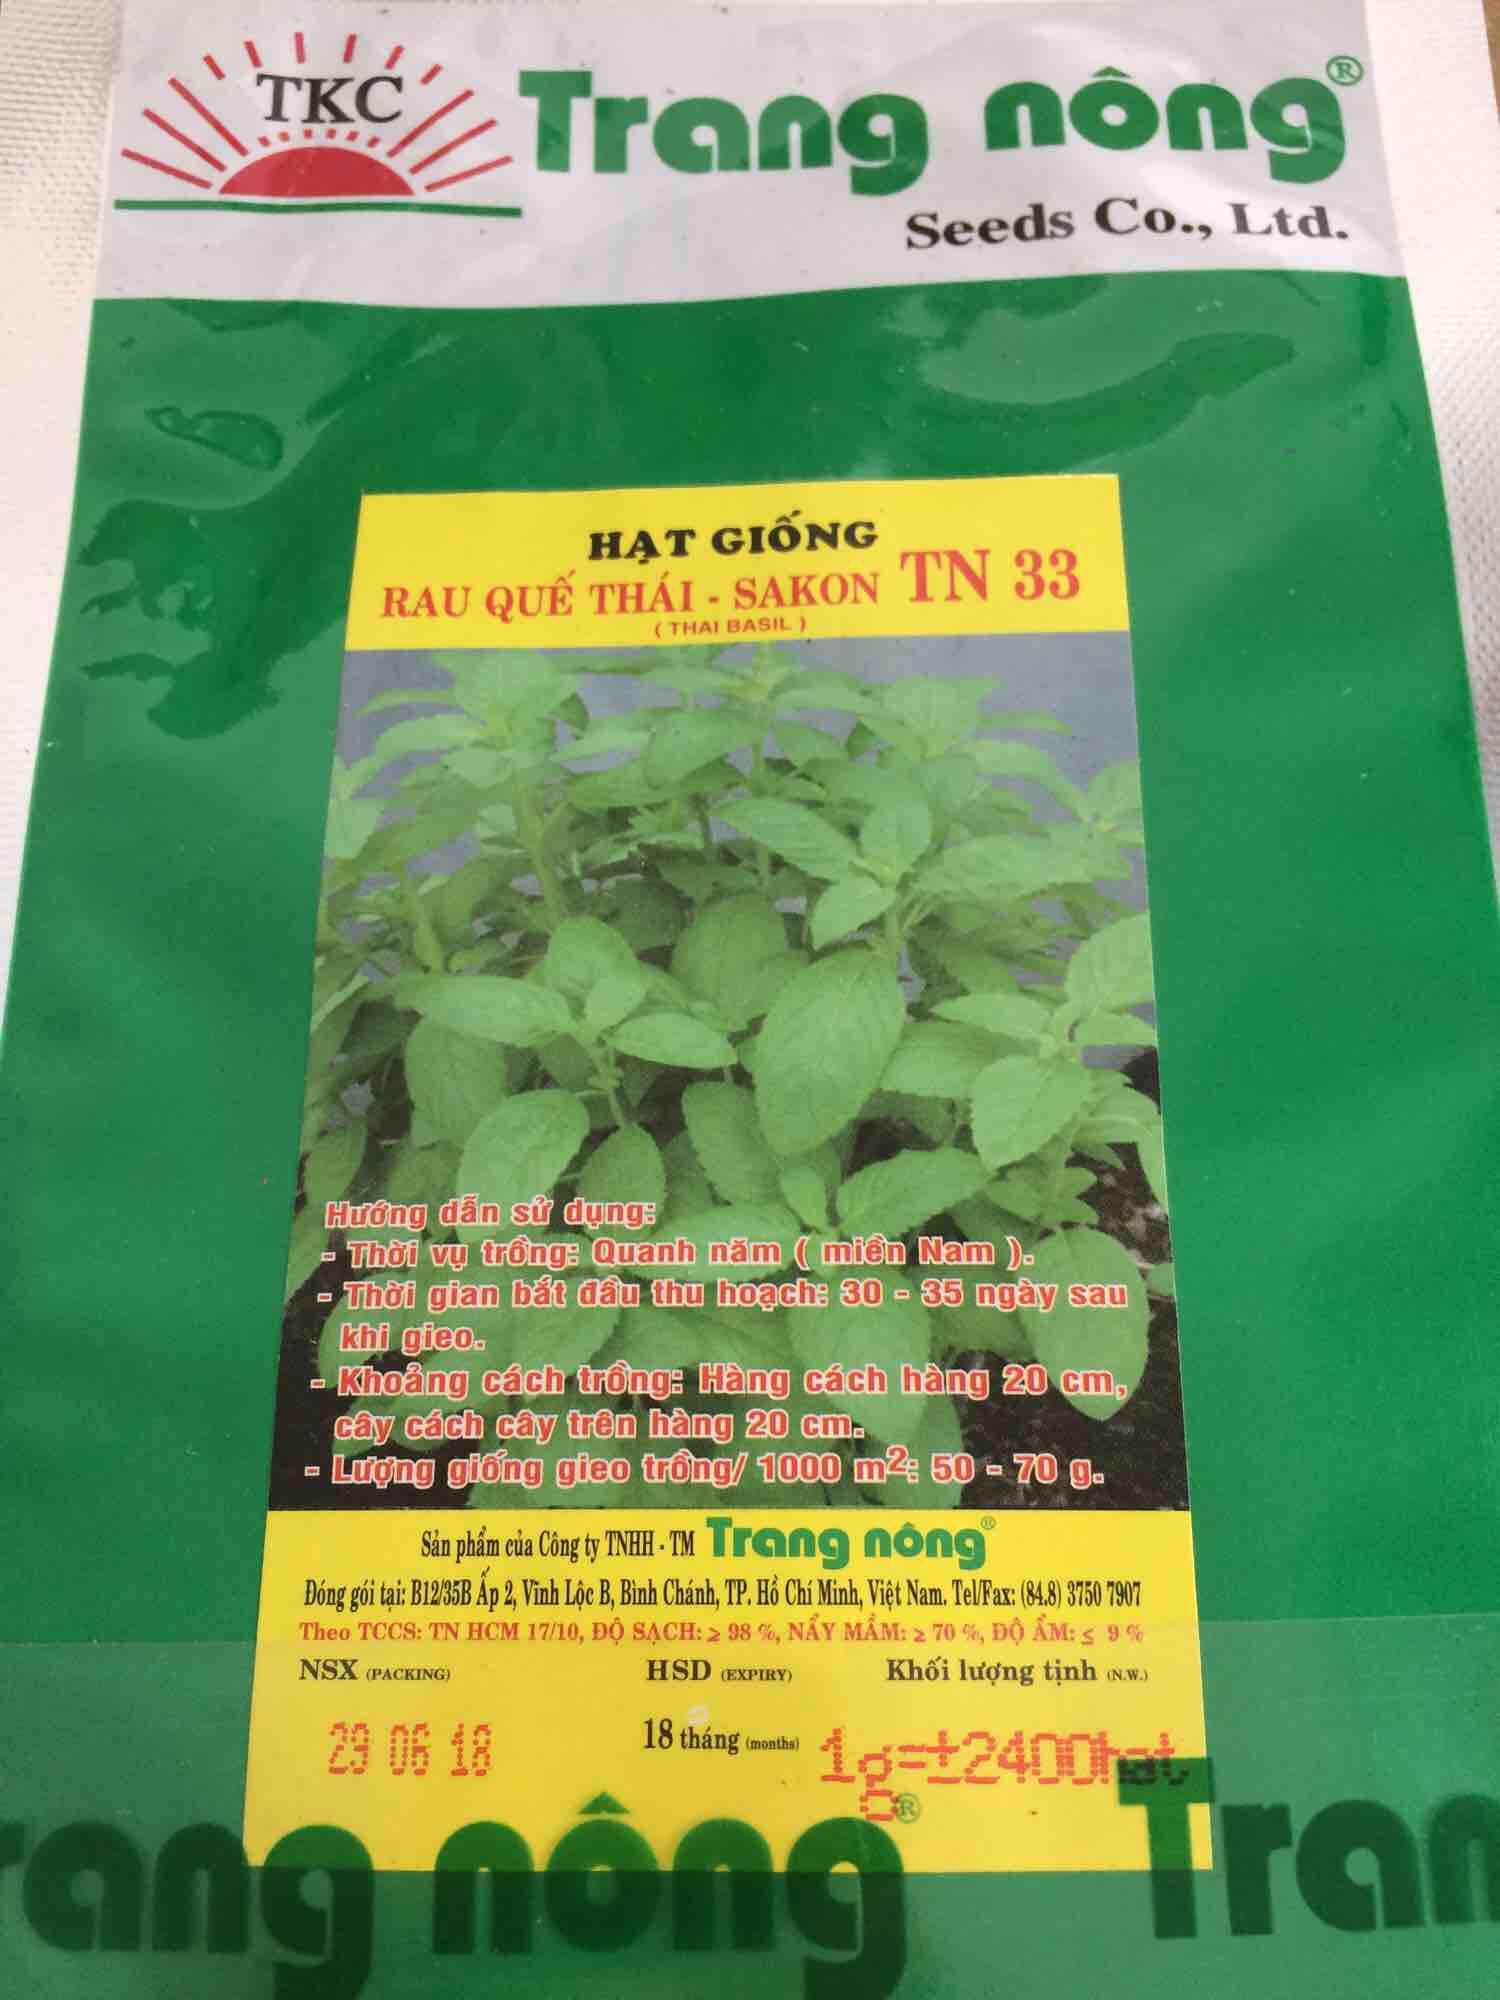 TKC
Trang nông®
Seeds Co., Ltd.
HẠT GIỐNG
RAU QUẾ THÁI - SAKON TN 33
( THAI BASIL )
Hướng dẫn sử dụng:
- Thời vụ trồng: Quanh năm ( miền Nam ).
- Thời gian bắt đầu thu hoạch: 30 - 35 ngày sau
khi gieo.
- Khoảng cách trồng: Hàng cách hàng 20 cm,
cây cách cây trên hàng 20 cm.
- Lượng giống gieo trồng/ 1000 m²: 50 - 70 g.
Sản phẩm của Công ty TNHH - TM Trang nông®
Đóng gói tại: B12/35B Ấp 2, Vĩnh Lộc B, Bình Chánh, TP. Hồ Chí Minh, Việt Nam. Tel/Fax: (84.8) 3750 7907
Theo TCCS: TN HCM 17/10, ĐỘ SẠCH: ≥ 98 %, NẨY MẦM: ≥ 70 %, ĐỘ ẨM: ≤ 9 %
NSX (PACKING) HSD (EXPIRY) Khối lượng tịnh (N.W.)
29 06 18 18 tháng (months) 1g=±2400hat
rang nông® Tran